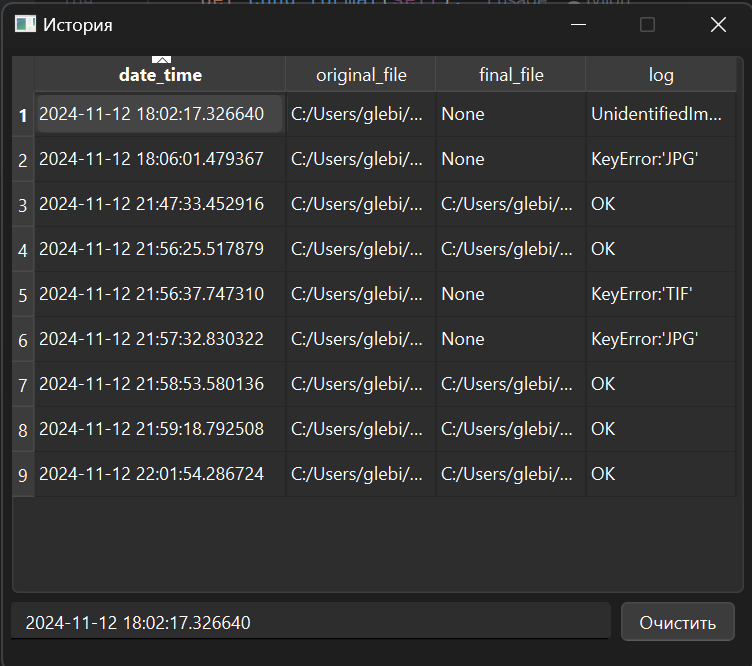 История
date_time original_file final_file log
1 2024-11-12 18:02:17.326640 C:/Users/glebi/... None UnidentifiedIm...
2 2024-11-12 18:06:01.479367 C:/Users/glebi/... None KeyError:'JPG'
3 2024-11-12 21:47:33.452916 C:/Users/glebi/... C:/Users/glebi/... OK
4 2024-11-12 21:56:25.517879 C:/Users/glebi/... C:/Users/glebi/... OK
5 2024-11-12 21:56:37.747310 C:/Users/glebi/... None KeyError:'TIF'
6 2024-11-12 21:57:32.830322 C:/Users/glebi/... None KeyError:'JPG'
7 2024-11-12 21:58:53.580136 C:/Users/glebi/... C:/Users/glebi/... OK
8 2024-11-12 21:59:18.792508 C:/Users/glebi/... C:/Users/glebi/... OK
9 2024-11-12 22:01:54.286724 C:/Users/glebi/... C:/Users/glebi/... OK
2024-11-12 18:02:17.326640 Очистить